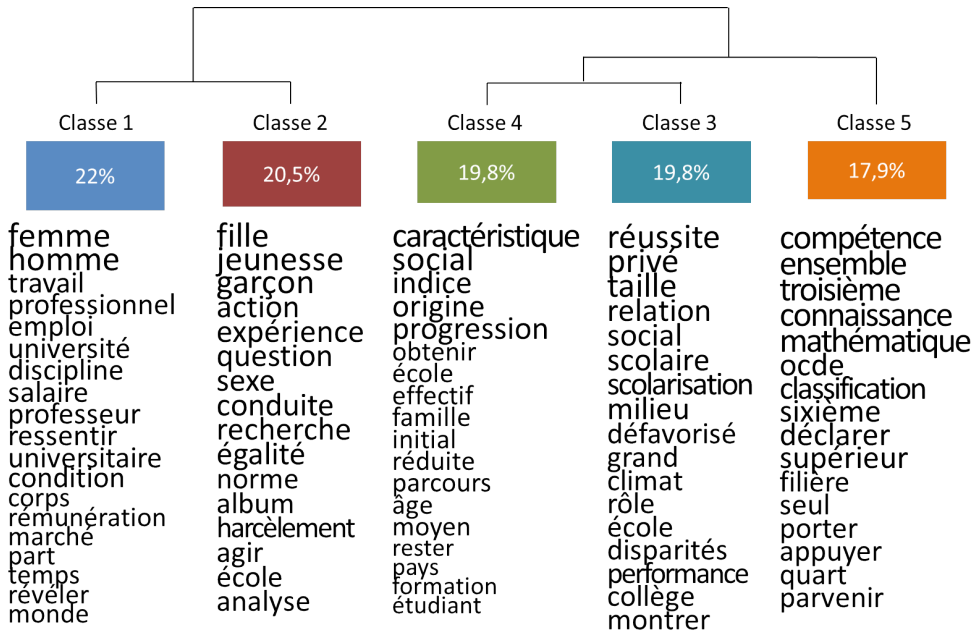 Classe 1
22%
femme
homme
travail
professionnel
emploi
université
discipline
salaire
professeur
ressentir
universitaire
condition
corps
rémunération
marché
part
temps
révéler
monde
Classe 2
20,5%
fille
jeunesse
garçon
action
expérience
question
sexe
conduite
recherche
égalité
norme
album
harcèlement
agir
école
analyse
Classe 4
19,8%
caractéristique
social
indice
origine
progression
obtenir
école
effectif
famille
initial
réduite
parcours
âge
moyen
rester
pays
formation
étudiant
Classe 3
19,8%
réussite
privé
taille
relation
social
scolaire
scolarisation
milieu
défavorisé
grand
climat
rôle
école
disparités
performance
collège
montrer
Classe 5
17,9%
compétence
ensemble
troisième
connaissance
mathématique
ocde
classification
sixième
déclarer
supérieur
filière
seul
porter
appuyer
quart
parvenir